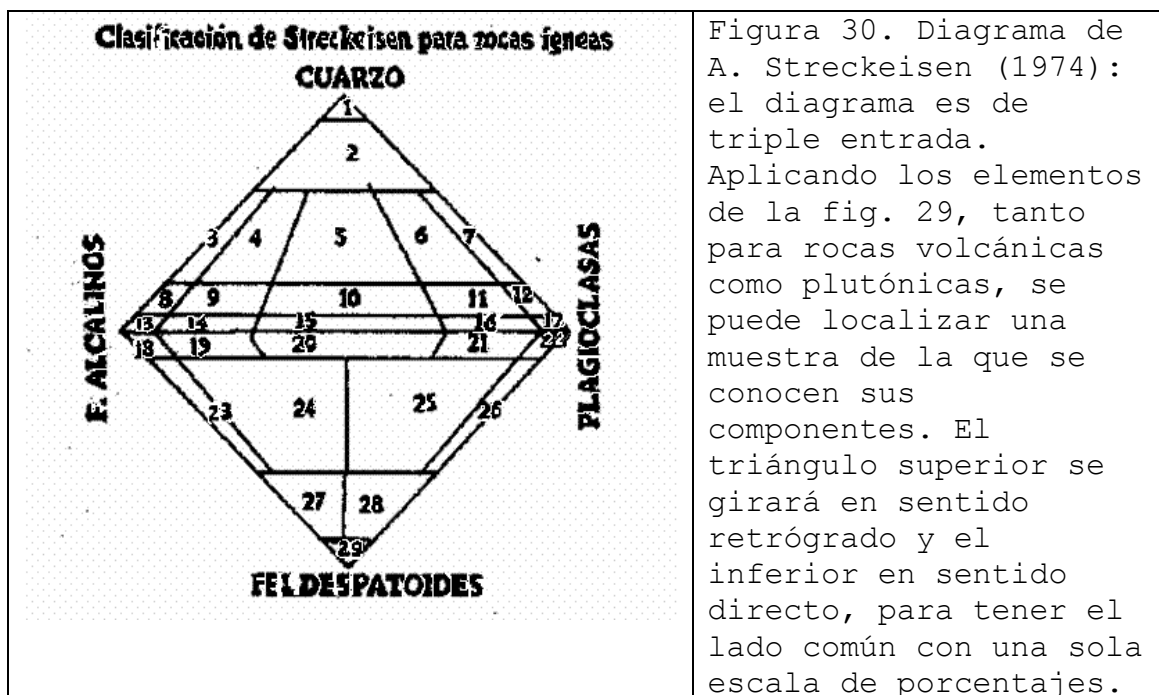 Clasificación de Streckeisen para rocas ígneas
CUARZO
1
2
3 4 5 6 7
8 9 10 11 12
13 14 15 16 17
18 19 20 21 22
23 24 25 26
27 28
29
F. ALCALINOS
PLAGIOCLASAS
FELDESPATOIDES
Figura 30. Diagrama de
A. Streckeisen (1974):
el diagrama es de
triple entrada.
Aplicando los elementos
de la fig. 29, tanto
para rocas volcánicas
como plutónicas, se
puede localizar una
muestra de la que se
conocen sus
componentes. El
triángulo superior se
girará en sentido
retrógrado y el
inferior en sentido
directo, para tener el
lado común con una sola
escala de porcentajes.